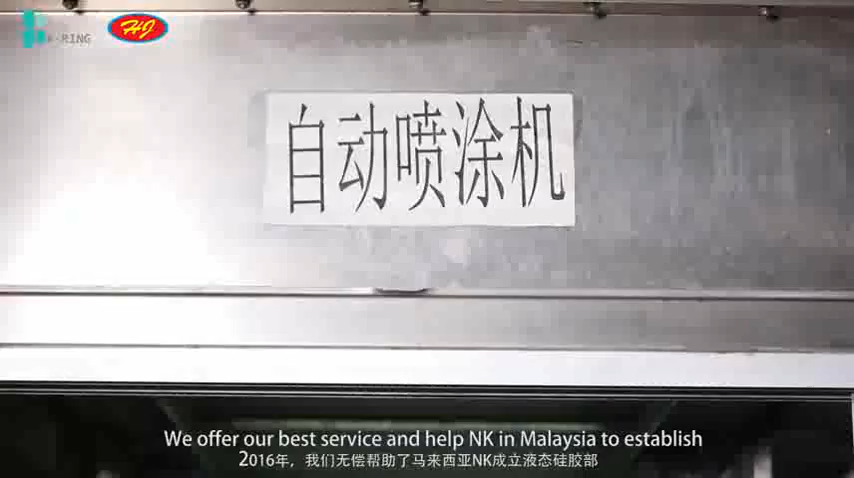 K-RING
HJ
自动喷涂机
We offer our best service and help NK in Malaysia to establish
2016年，我们无偿帮助了马来西亚NK成立液态硅胶部